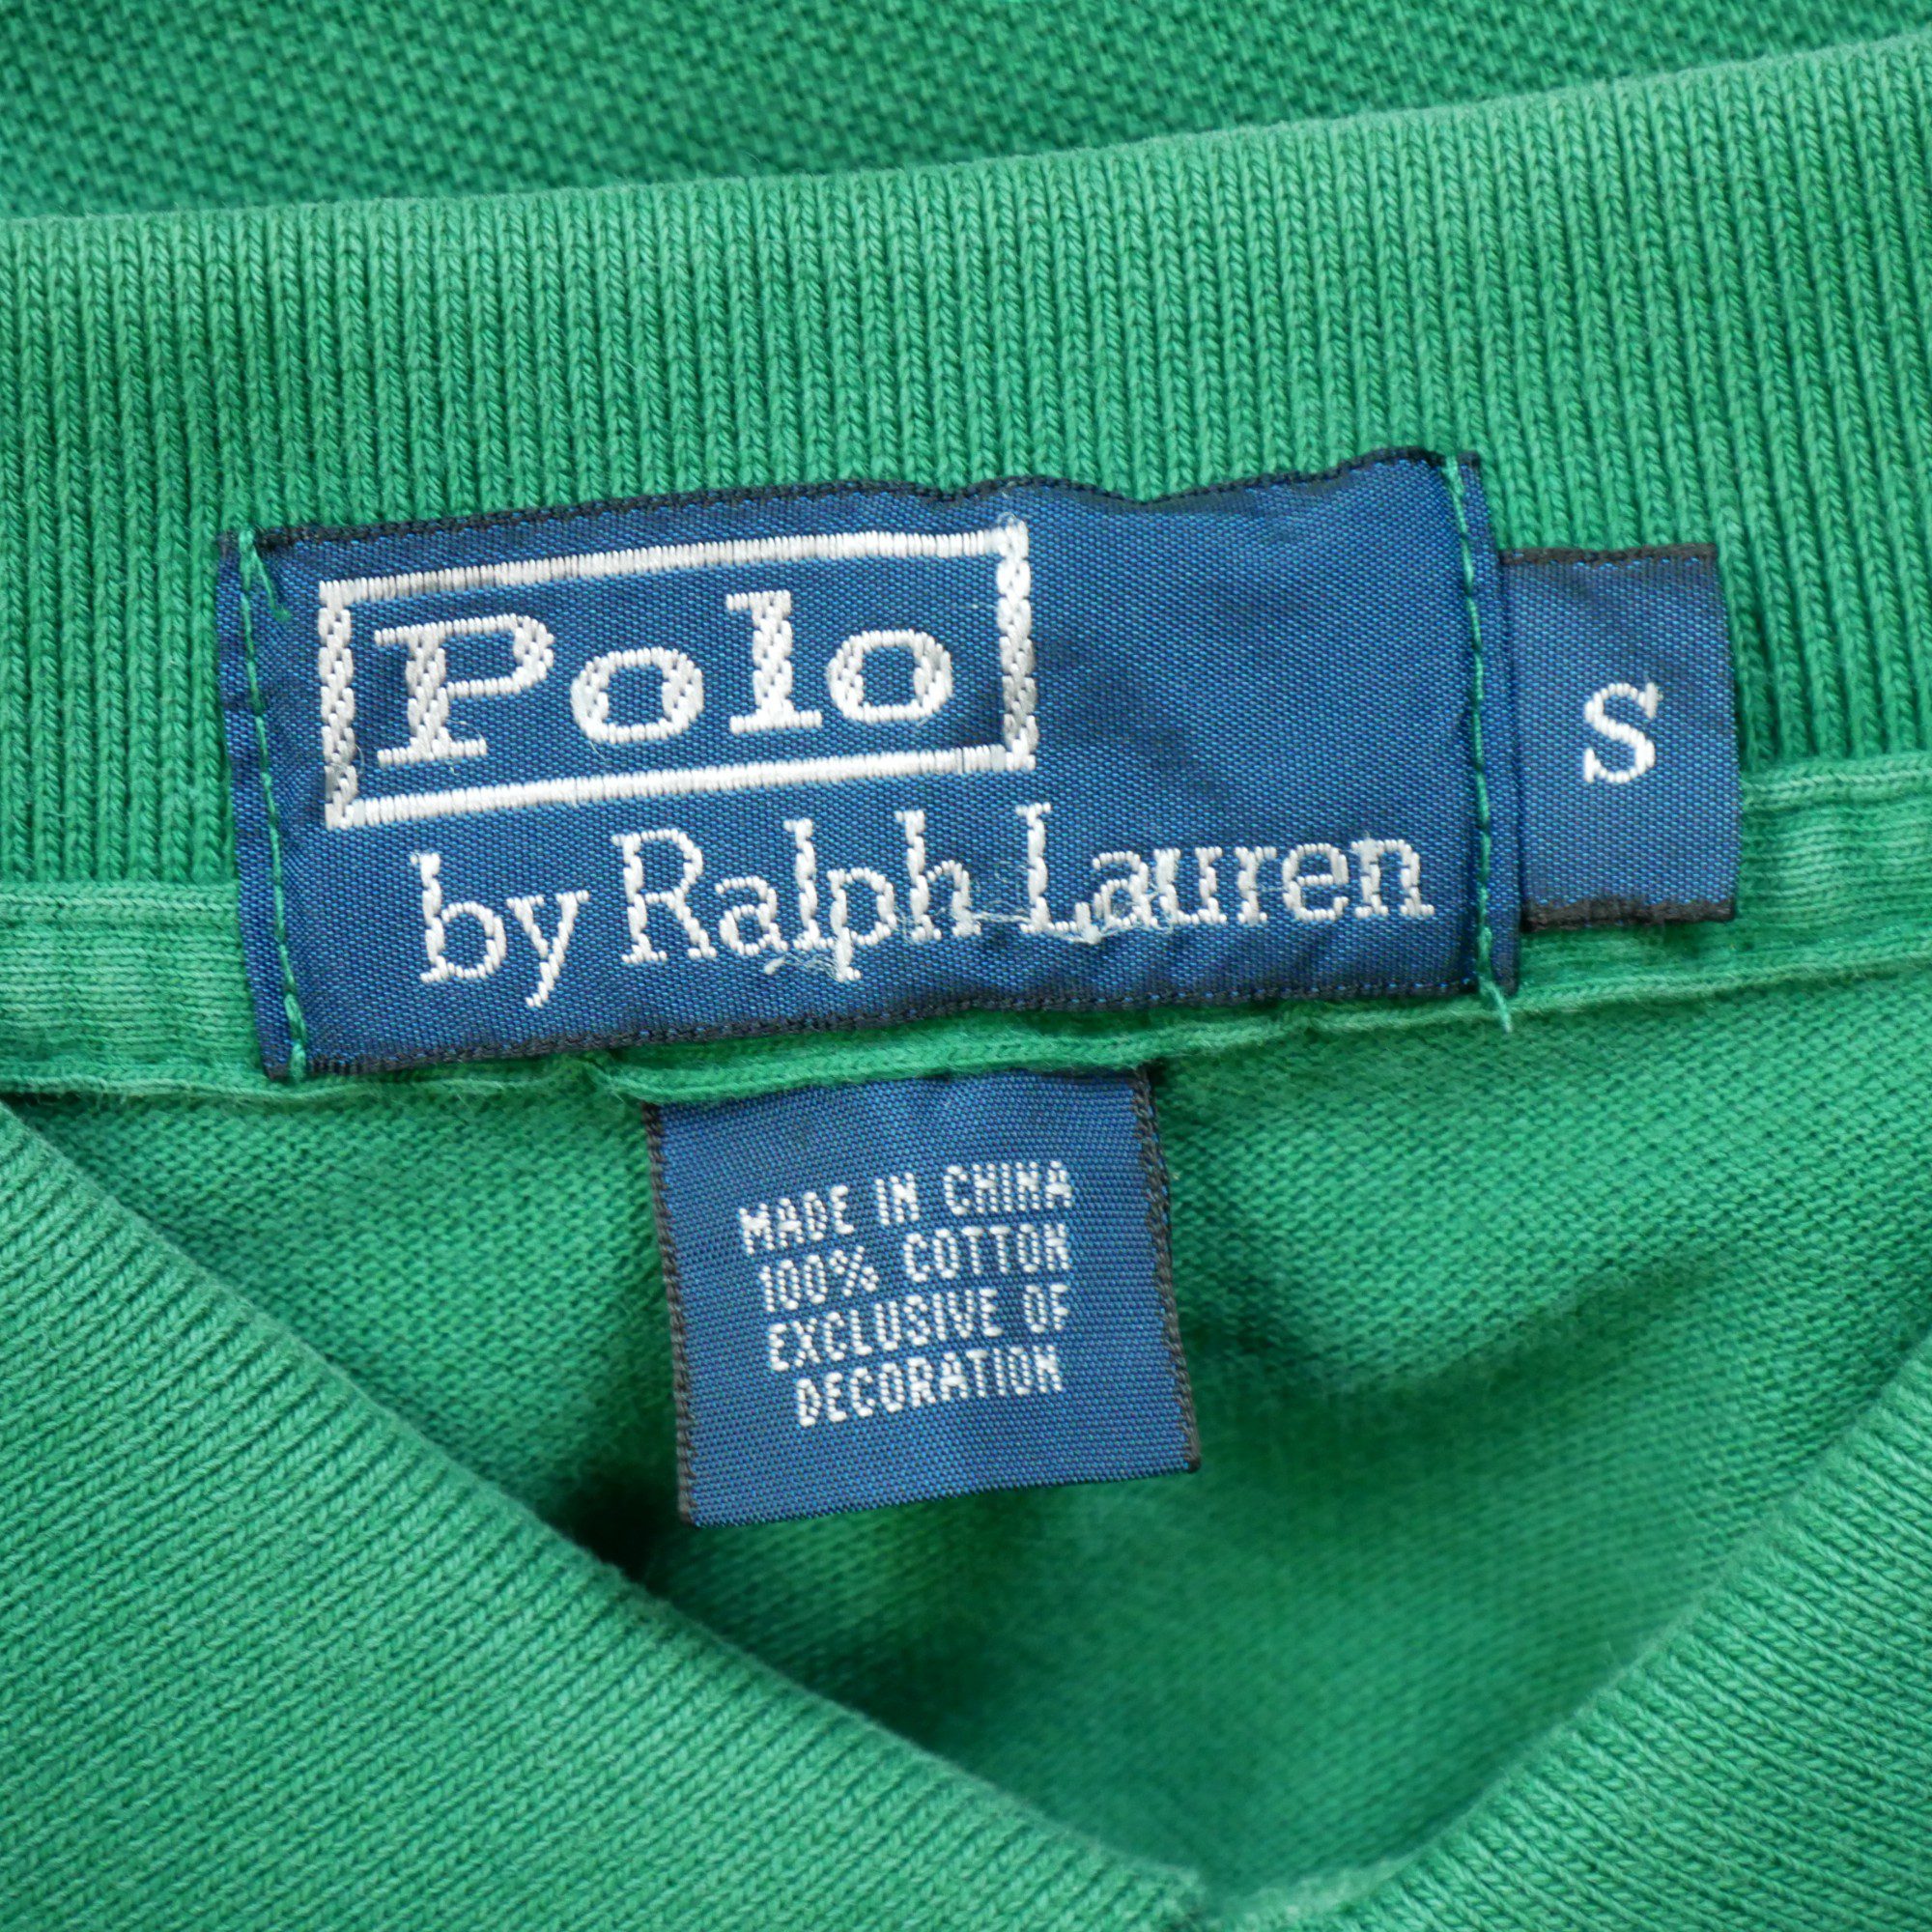 Polo
by Ralph Lauren
S
MADE IN CHINA
100% COTTON
EXCLUSIVE OF
DECORATION